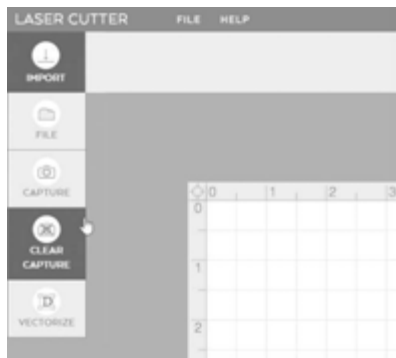 LASER CUTTER FILE HELP
IMPORT
FILE
CAPTURE
0 1 2 3
0
CLEAR
CAPTURE
1
D
VECTORIZE
2